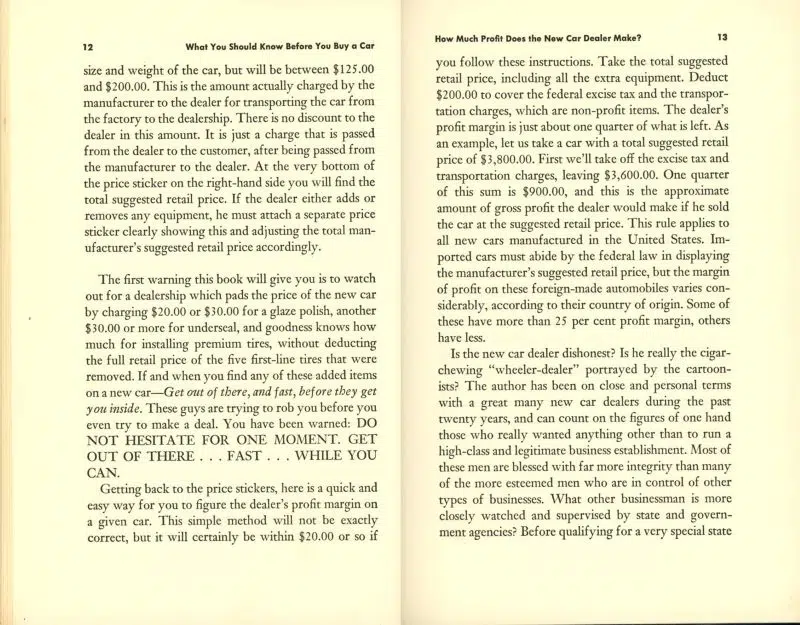 12 What You Should Know Before You Buy a Car
size and weight of the car, but will be between $125.00
and $200.00. This is the amount actually charged by the
manufacturer to the dealer for transporting the car from
the factory to the dealership. There is no discount to the
dealer in this amount. It is just a charge that is passed
from the dealer to the customer, after being passed from
the manufacturer to the dealer. At the very bottom of
the price sticker on the right-hand side you will find the
total suggested retail price. If the dealer either adds or
removes any equipment, he must attach a separate price
sticker clearly showing this and adjusting the total man-
ufacturer's suggested retail price accordingly.
The first warning this book will give you is to watch
out for a dealership which pads the price of the new car
by charging $20.00 or $30.00 for a glaze polish, another
$30.00 or more for underseal, and goodness knows how
much for installing premium tires, without deducting
the full retail price of the five first-line tires that were
removed. If and when you find any of these added items
on a new car—Get out of there, and fast, before they get
you inside. These guys are trying to rob you before you
even try to make a deal. You have been warned: DO
NOT HESITATE FOR ONE MOMENT. GET
OUT OF THERE . . . FAST . . . WHILE YOU
CAN.
Getting back to the price stickers, here is a quick and
easy way for you to figure the dealer's profit margin on
a given car. This simple method will not be exactly
correct, but it will certainly be within $20.00 or so if
How Much Profit Does the New Car Dealer Make? 13
you follow these instructions. Take the total suggested
retail price, including all the extra equipment. Deduct
$200.00 to cover the federal excise tax and the transpor-
tation charges, which are non-profit items. The dealer's
profit margin is just about one quarter of what is left. As
an example, let us take a car with a total suggested retail
price of $3,800.00. First we'll take off the excise tax and
transportation charges, leaving $3,600.00. One quarter
of this sum is $900.00, and this is the approximate
amount of gross profit the dealer would make if he sold
the car at the suggested retail price. This rule applies to
all new cars manufactured in the United States. Im-
ported cars must abide by the federal law in displaying
the manufacturer's suggested retail price, but the margin
of profit on these foreign-made automobiles varies con-
siderably, according to their country of origin. Some of
these have more than 25 per cent profit margin, others
have less.
Is the new car dealer dishonest? Is he really the cigar-
chewing "wheeler-dealer" portrayed by the cartoon-
ists? The author has been on close and personal terms
with a great many new car dealers during the past
twenty years, and can count on the figures of one hand
those who really wanted anything other than to run a
high-class and legitimate business establishment. Most of
these men are blessed with far more integrity than many
of the more esteemed men who are in control of other
types of businesses. What other businessman is more
closely watched and supervised by state and govern-
ment agencies? Before qualifying for a very special state